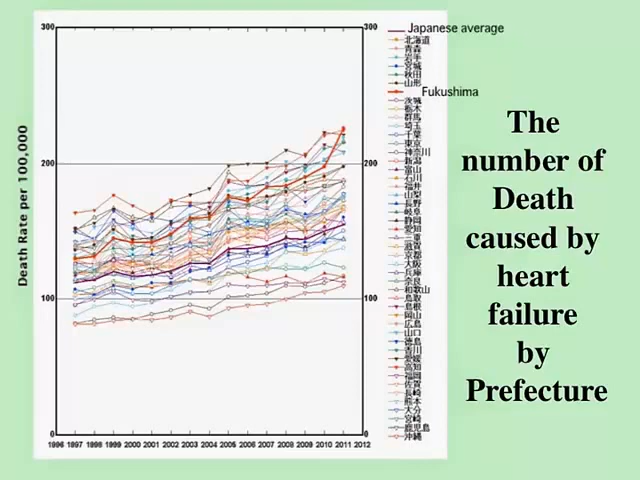 300
300
200
200
100
100
0
0
1996 1997 1998 1999 2000 2001 2002 2003 2004 2005 2006 2007 2008 2009 2010 2011 2012
Death Rate per 100,000
Japanese average
北海道
青森
岩手
宮城
秋田
山形
Fukushima
茨城
栃木
群馬
埼玉
千葉
東京
神奈川
新潟
富山
石川
福井
山梨
長野
岐阜
静岡
愛知
三重
滋賀
京都
大阪
兵庫
奈良
和歌山
鳥取
島根
岡山
広島
山口
徳島
香川
愛媛
高知
福岡
佐賀
長崎
熊本
大分
宮崎
鹿児島
沖縄
The
number of
Death
caused by
heart
failure
by
Prefecture